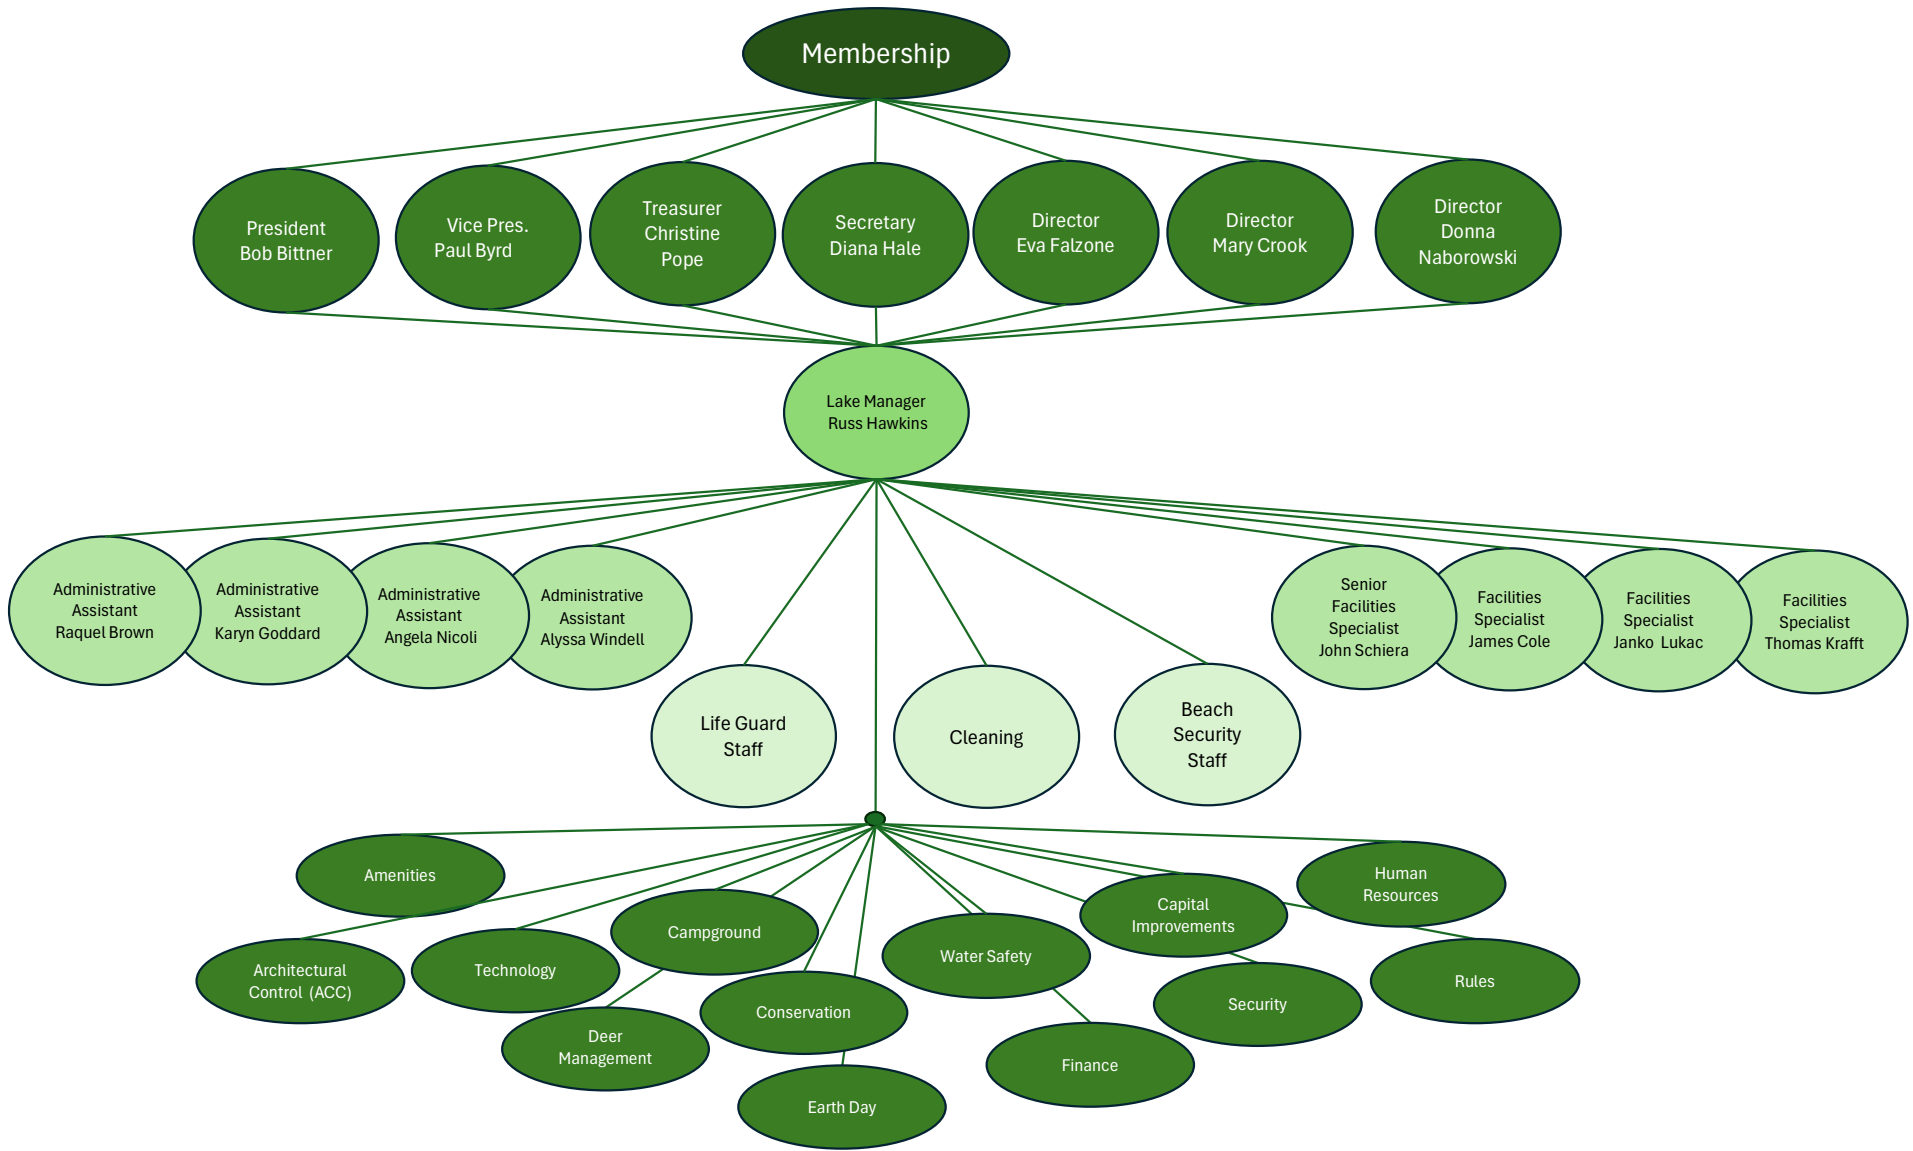 Membership
President
Bob Bittner
Vice Pres.
Paul Byrd
Treasurer
Christine
Pope
Secretary
Diana Hale
Director
Eva Falzone
Director
Mary Crook
Director
Donna
Naborowski
Lake Manager
Russ Hawkins
Administrative
Assistant
Raquel Brown
Administrative
Assistant
Karyn Goddard
Administrative
Assistant
Angela Nicoli
Administrative
Assistant
Alyssa Windell
Senior
Facilities
Specialist
John Schiera
Facilities
Specialist
James Cole
Facilities
Specialist
Janko Lukac
Facilities
Specialist
Thomas Krafft
Life Guard
Staff
Cleaning
Beach
Security
Staff
Amenities
Human
Resources
Capital
Improvements
Campground
Water Safety
Architectural
Control (ACC)
Technology
Rules
Security
Conservation
Deer
Management
Finance
Earth Day